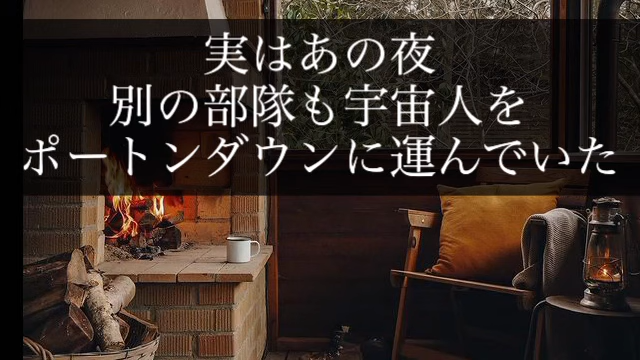 実はあの夜
別の部隊も宇宙人を
ポートンダウンに運んでいた